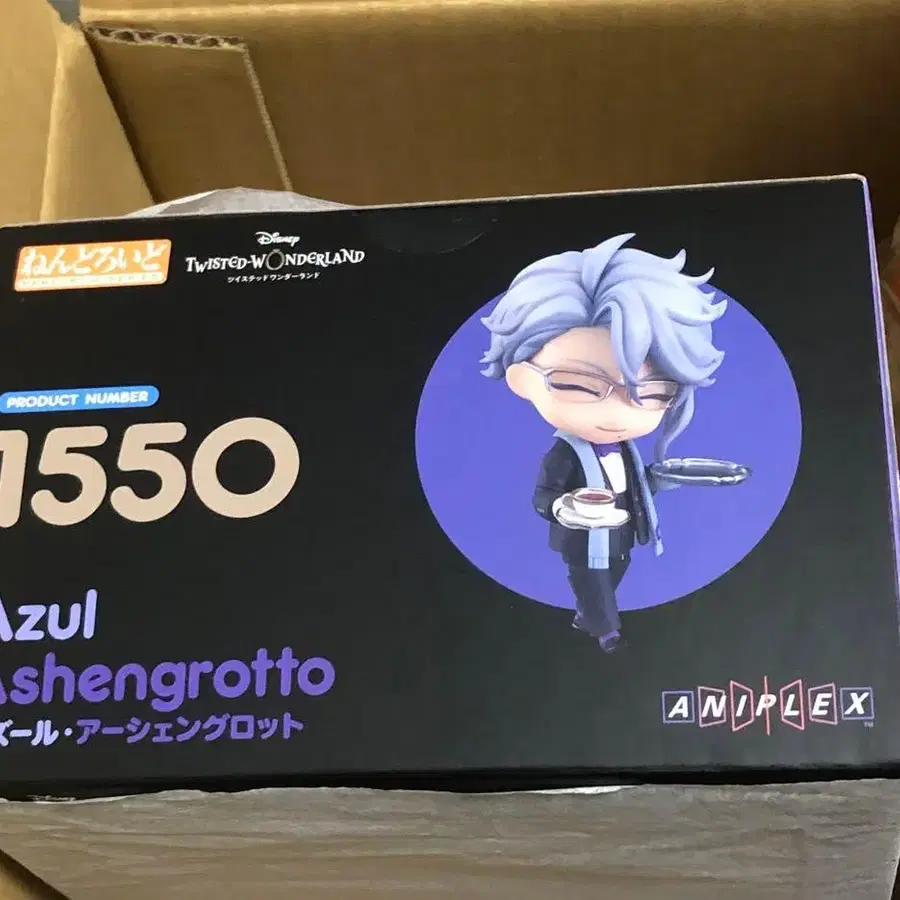 ねんどろいど
Disney
TWISTED-WONDERLAND
ツイステッドワンダーランド
PRODUCT NUMBER
1550
Azul
Ashengrotto
ズール・アーシェングロット
ANIPLEX
TM